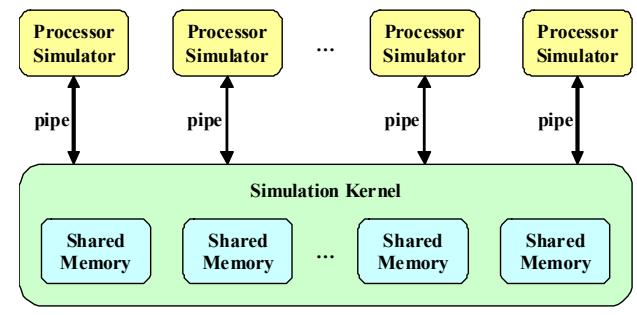 Processor
Simulator
Processor
Simulator
...
Processor
Simulator
Processor
Simulator
pipe
pipe
pipe
pipe
Simulation Kernel
Shared
Memory
Shared
Memory
...
Shared
Memory
Shared
Memory